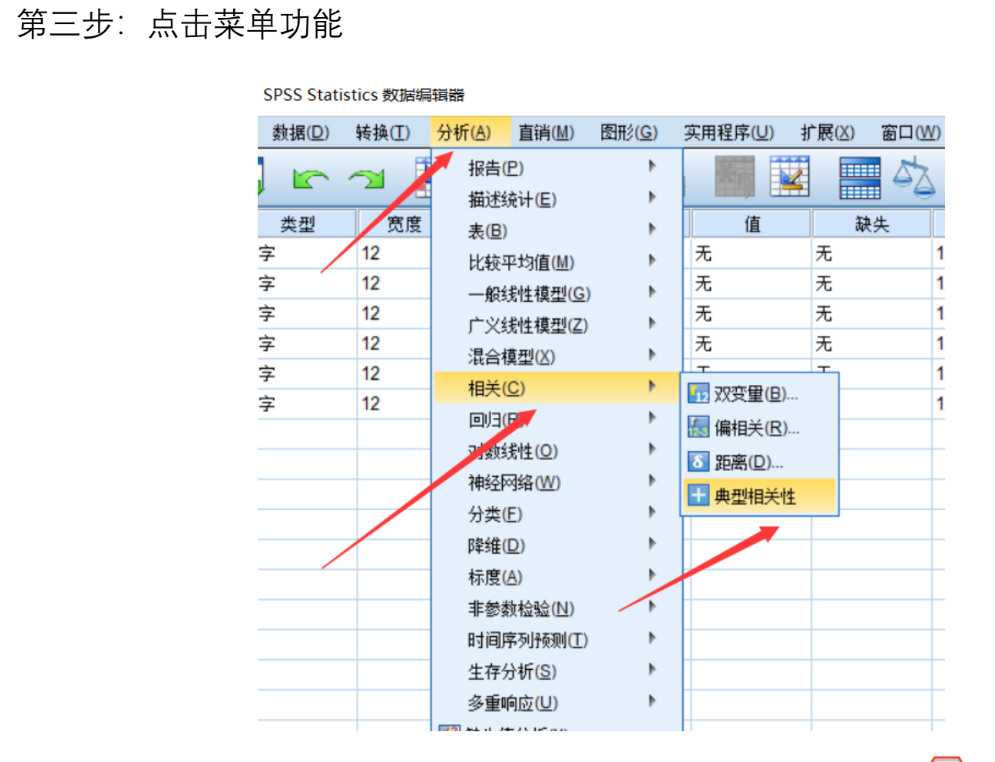 第三步：点击菜单功能
SPSS Statistics 数据编辑器
数据(D) 转换(T) 分析(A) 直销(M) 图形(G) 实用程序(U) 扩展(X) 窗口(W)
类型 宽度 值 缺失
报告(P)
描述统计(E)
表(B)
比较平均值(M)
一般线性模型(G)
广义线性模型(Z)
混合模型(X)
相关(C)
回归(R)
对数线性(O)
神经网络(W)
分类(F)
降维(D)
标度(A)
非参数检验(N)
时间序列预测(T)
生存分析(S)
多重响应(U)
双变量(B)...
偏相关(R)...
距离(D)...
典型相关性
字 12 无 无 1
字 12 无 无 1
字 12 无 无 1
字 12 无 无 1
字 12 1
字 12 1